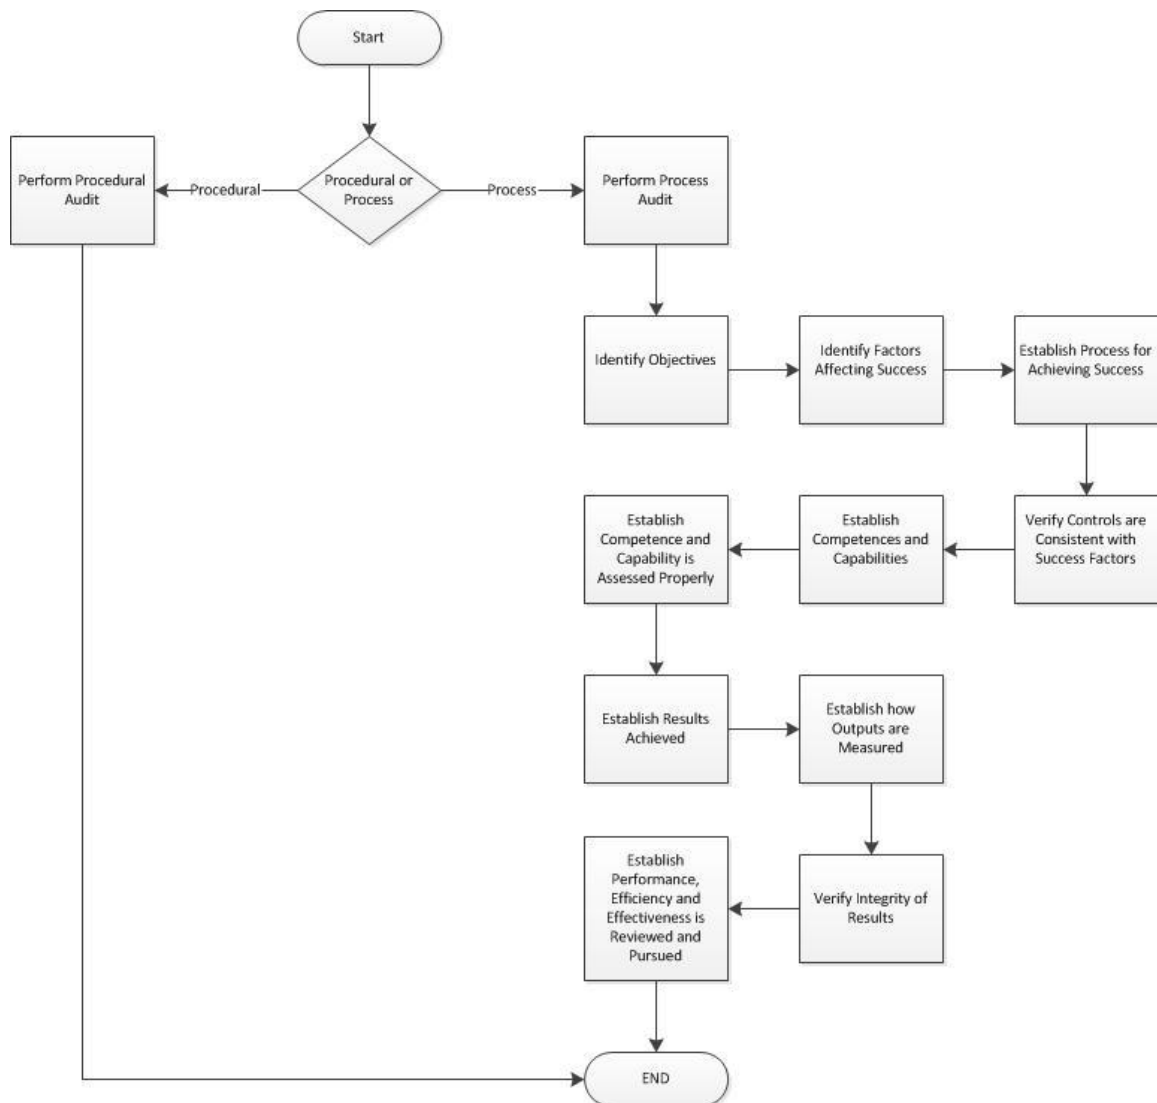 Start
Perform Procedural
Audit
Procedural
Procedural or
Process
Process
Perform Process
Audit
Identify Objectives
Identify Factors
Affecting Success
Establish Process for
Achieving Success
Establish
Competence and
Capability is
Assessed Properly
Establish
Competences and
Capabilities
Verify Controls are
Consistent with
Success Factors
Establish Results
Achieved
Establish how
Outputs are
Measured
Establish
Performance,
Efficiency and
Effectiveness is
Reviewed and
Pursued
Verify Integrity of
Results
END